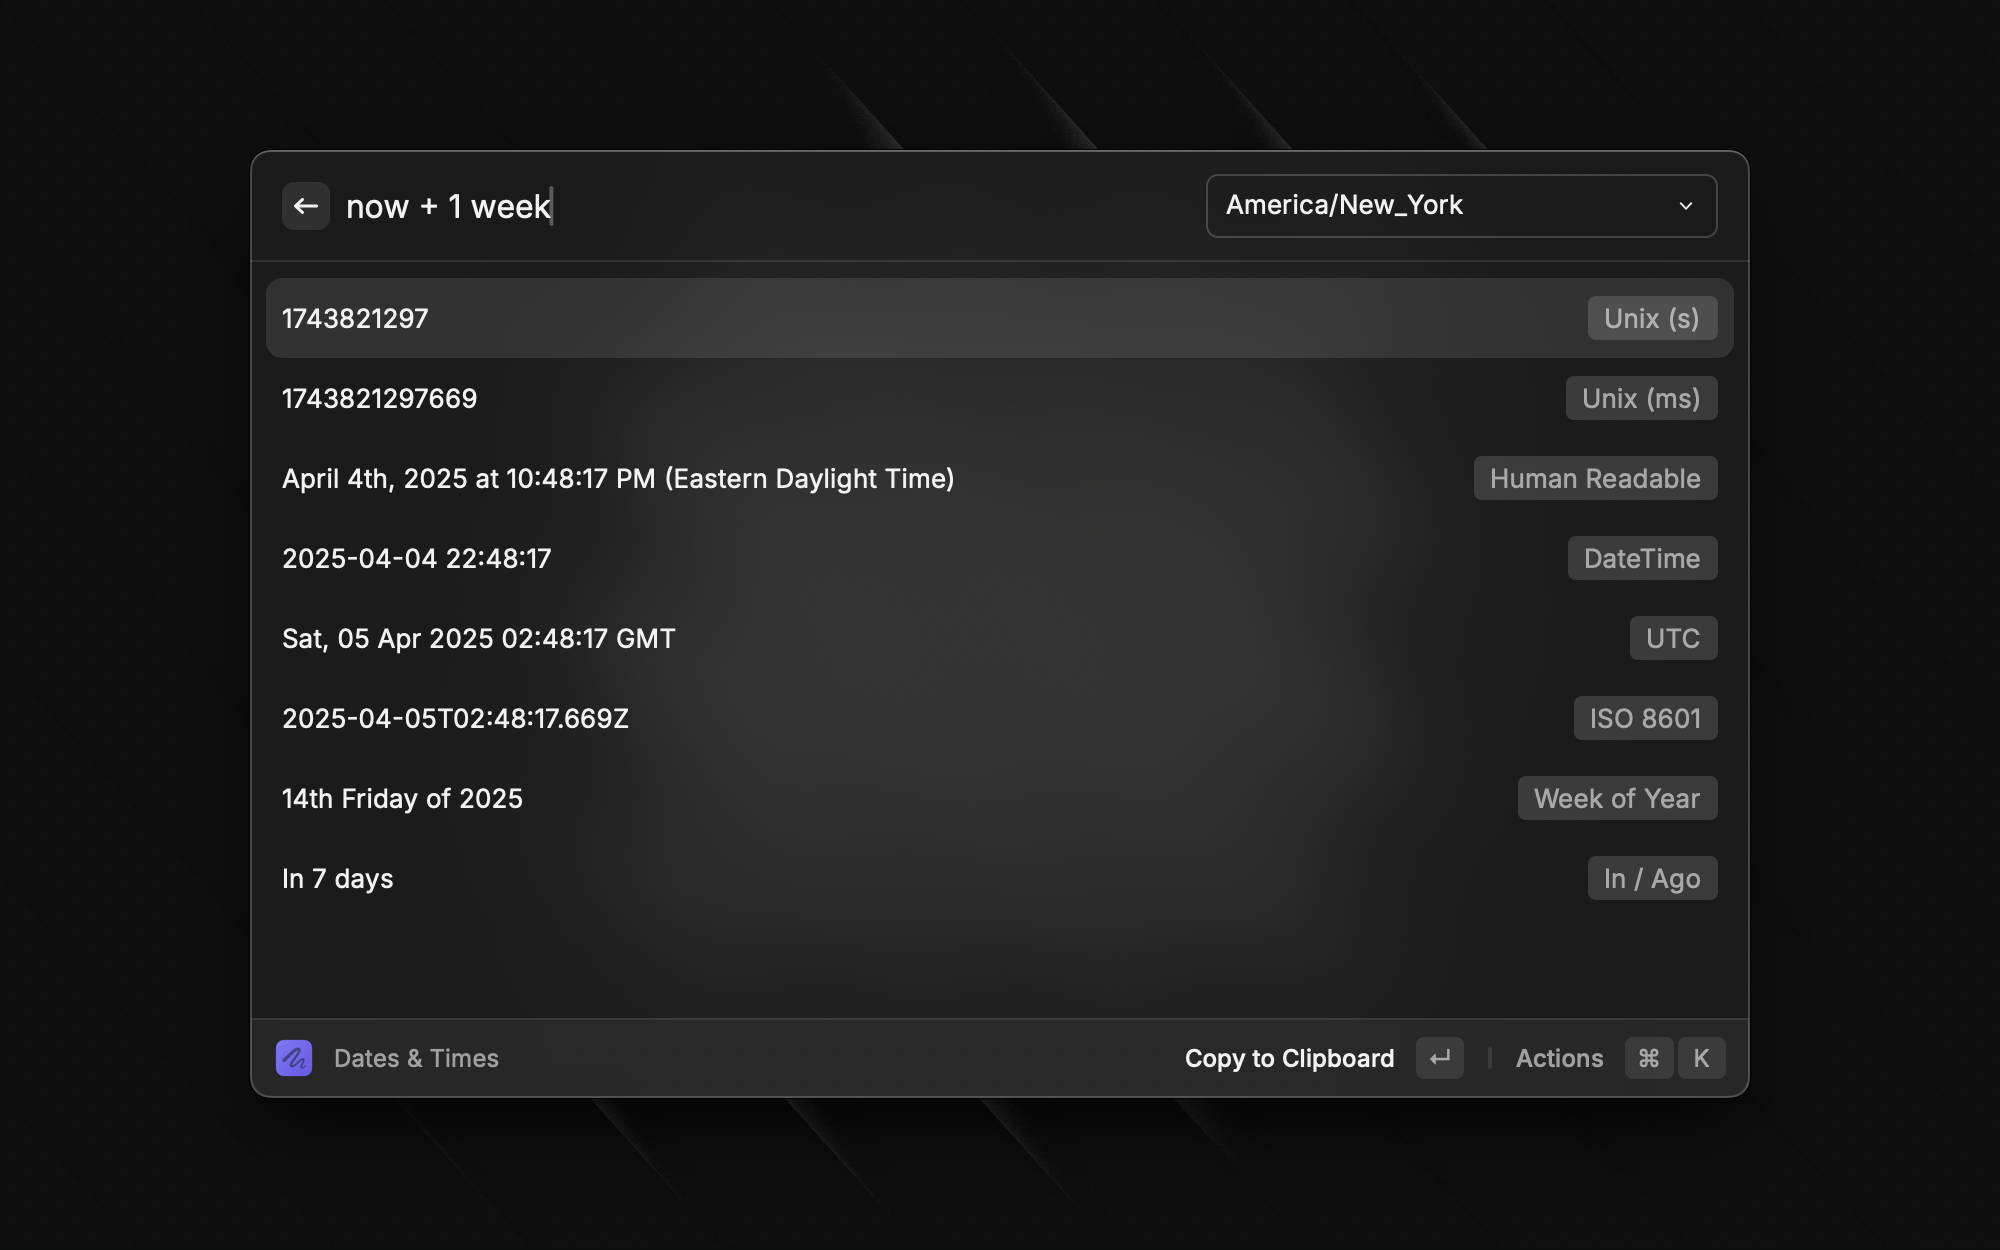 now + 1 week
America/New_York
1743821297
Unix (s)
1743821297669
Unix (ms)
April 4th, 2025 at 10:48:17 PM (Eastern Daylight Time)
Human Readable
2025-04-04 22:48:17
DateTime
Sat, 05 Apr 2025 02:48:17 GMT
UTC
2025-04-05T02:48:17.669Z
ISO 8601
14th Friday of 2025
Week of Year
In 7 days
In / Ago
Dates & Times
Copy to Clipboard
Actions
⌘ K